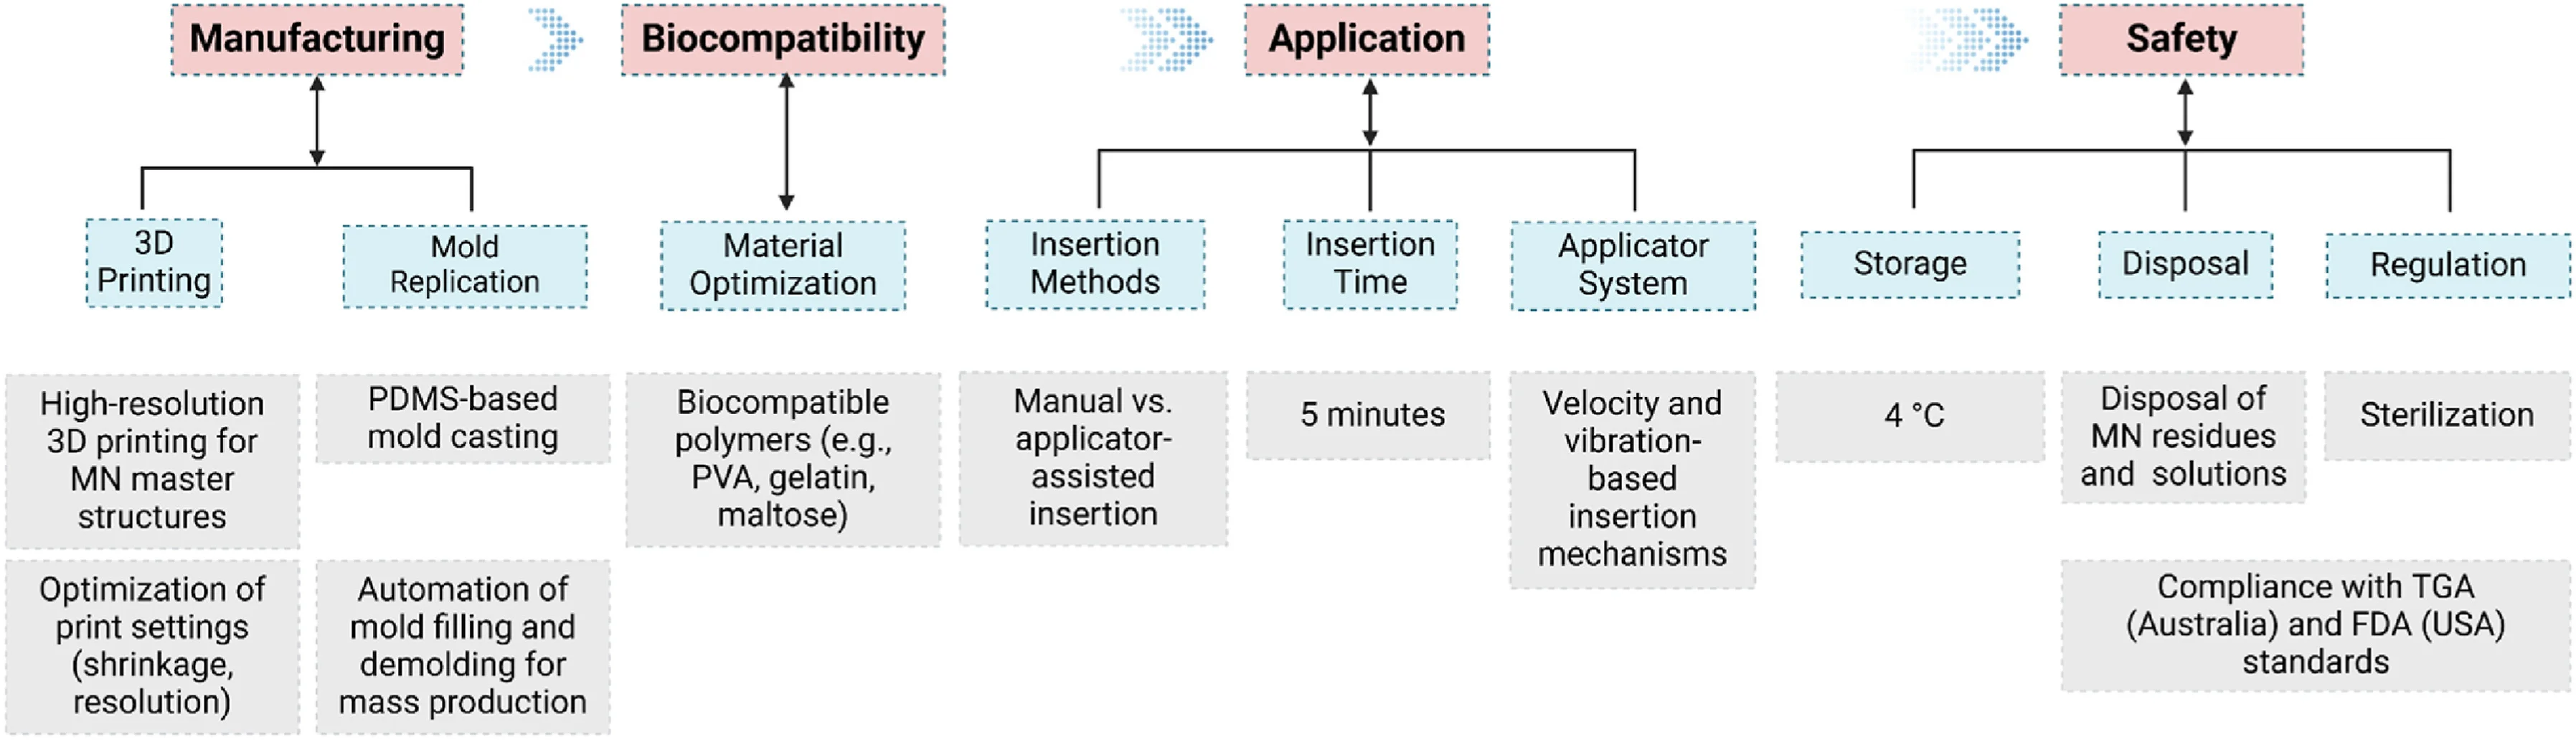 Manufacturing
Biocompatibility
Application
Safety
3D
Printing
Mold
Replication
Material
Optimization
Insertion
Methods
Insertion
Time
Applicator
System
Storage
Disposal
Regulation
High-resolution
3D printing for
MN master
structures
PDMS-based
mold casting
Biocompatible
polymers (e.g.,
PVA, gelatin,
maltose)
Manual vs.
applicator-
assisted
insertion
5 minutes
Velocity and
vibration-
based
insertion
mechanisms
4 °C
Disposal of
MN residues
and solutions
Sterilization
Optimization of
print settings
(shrinkage,
resolution)
Automation of
mold filling and
demolding for
mass production
Compliance with TGA
(Australia) and FDA (USA)
standards